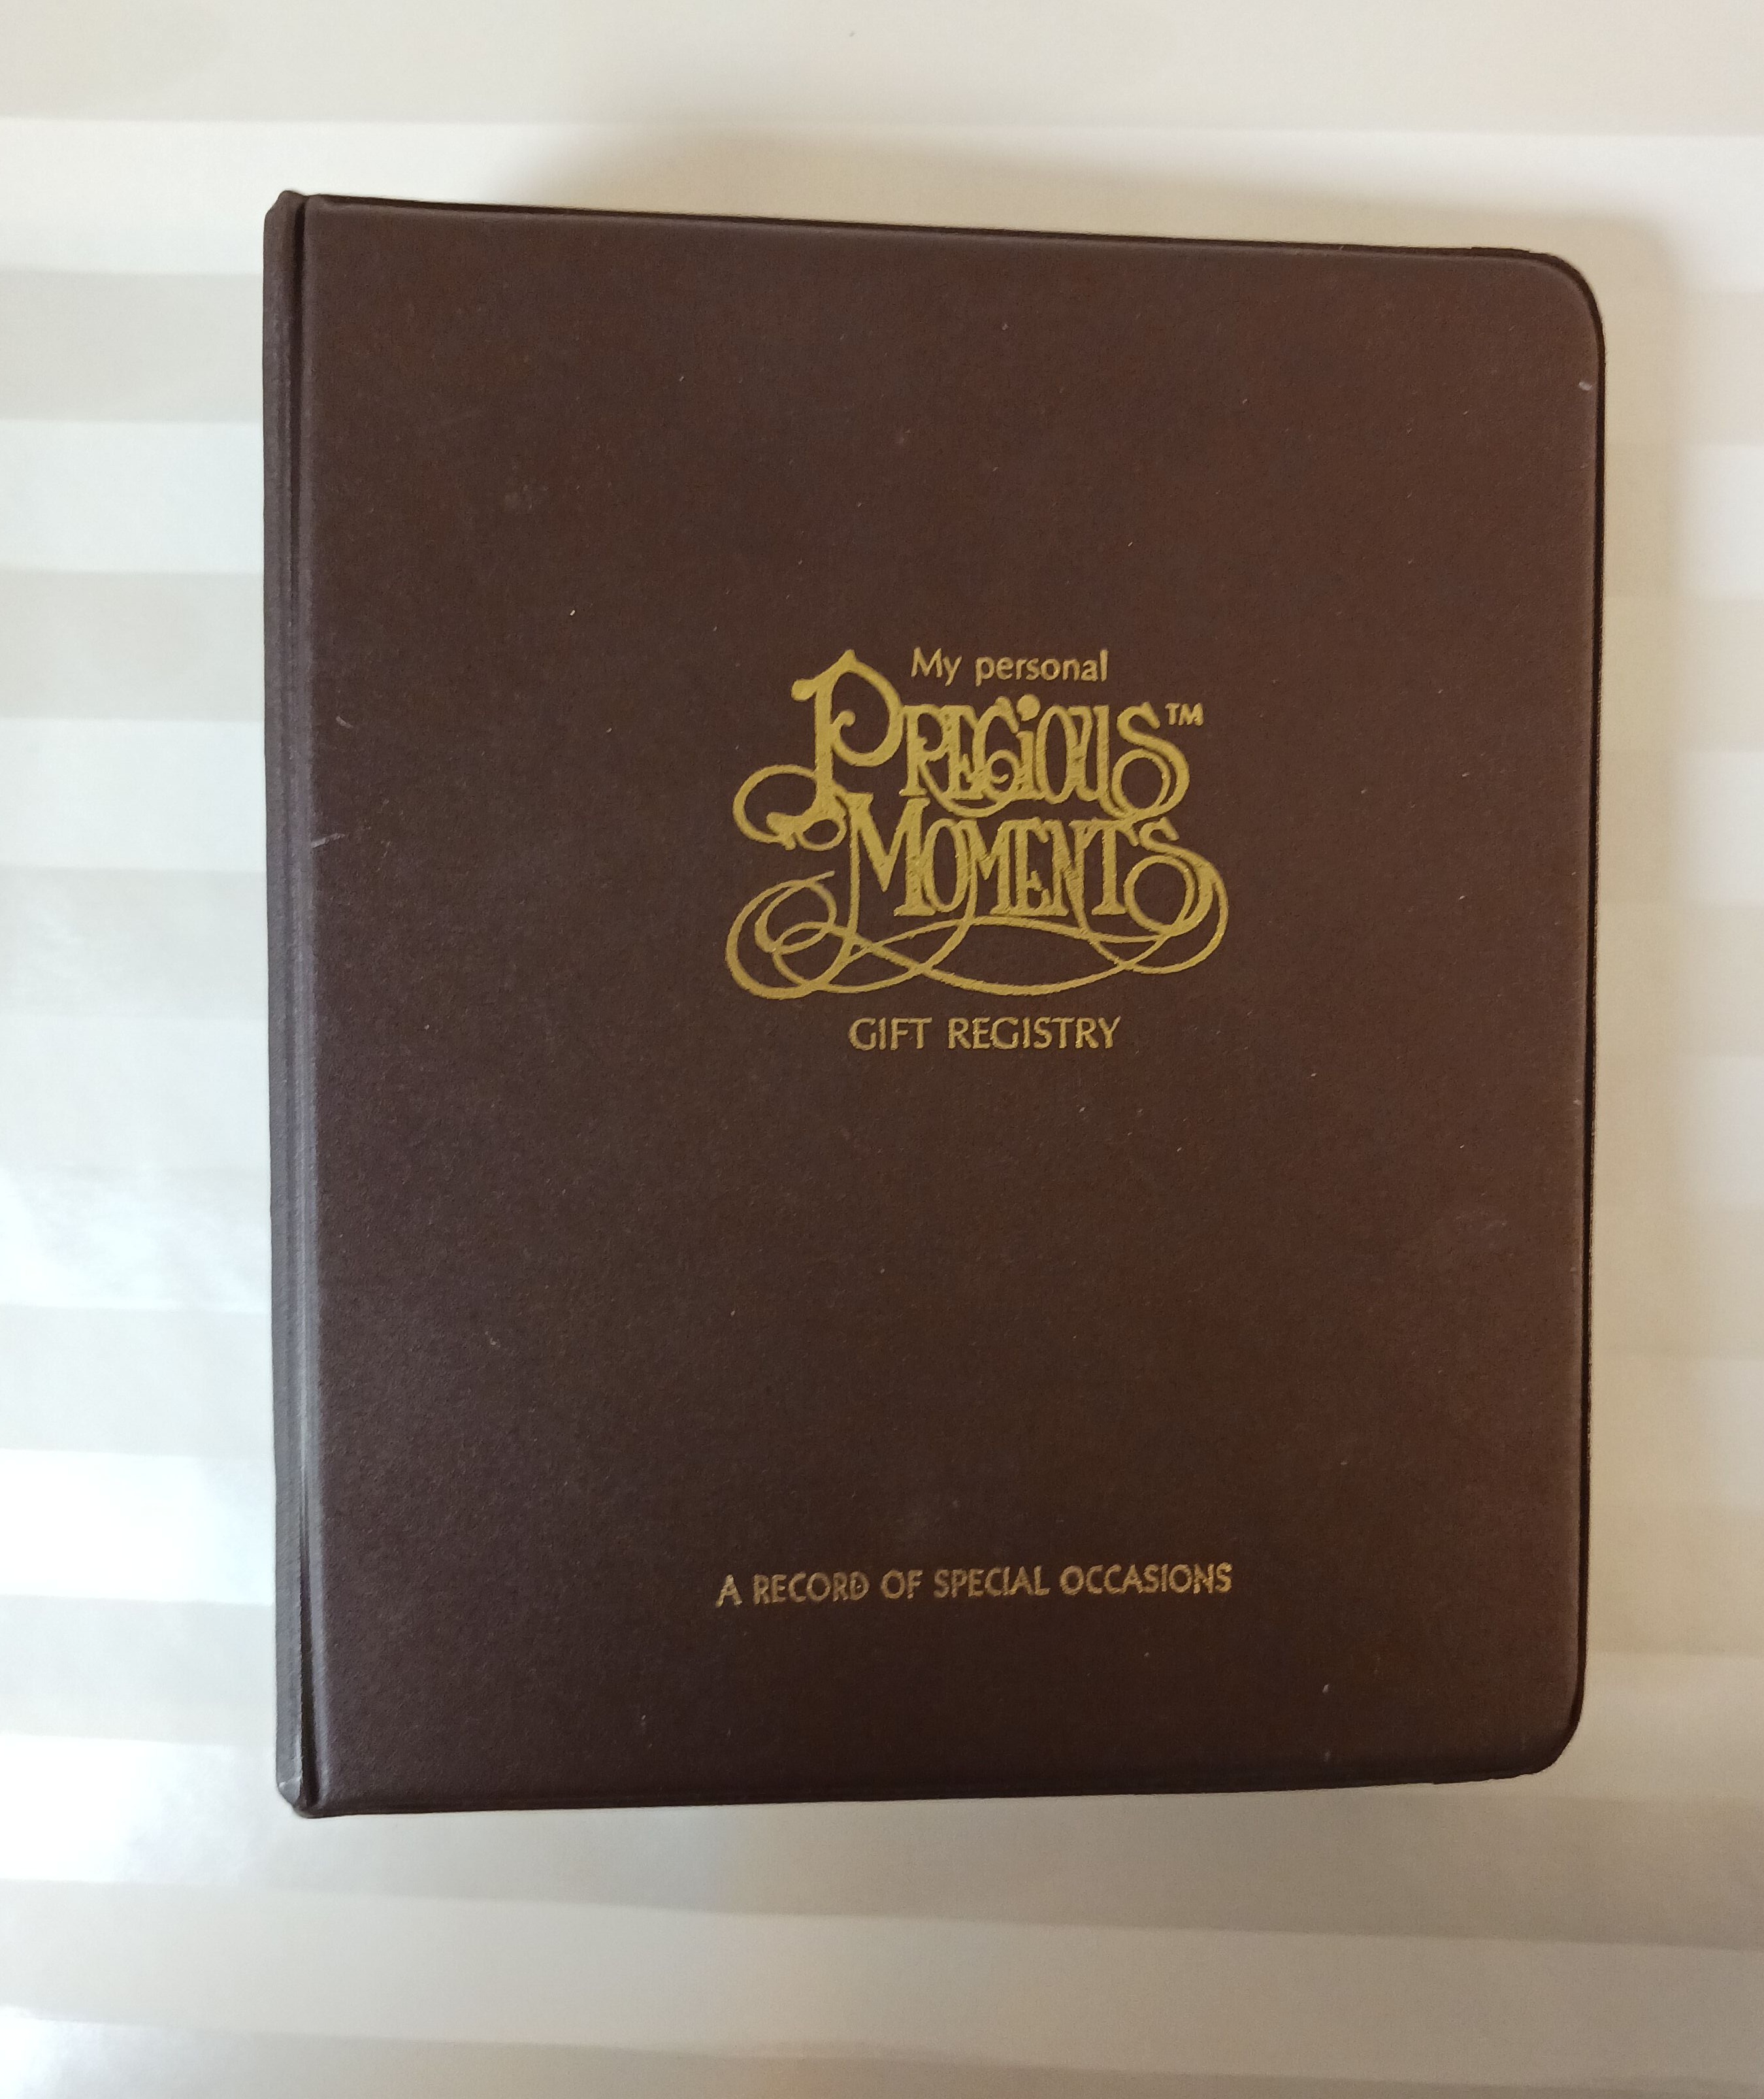 My personal
PRECIOUS™
MOMENTS
GIFT REGISTRY
A RECORD OF SPECIAL OCCASIONS